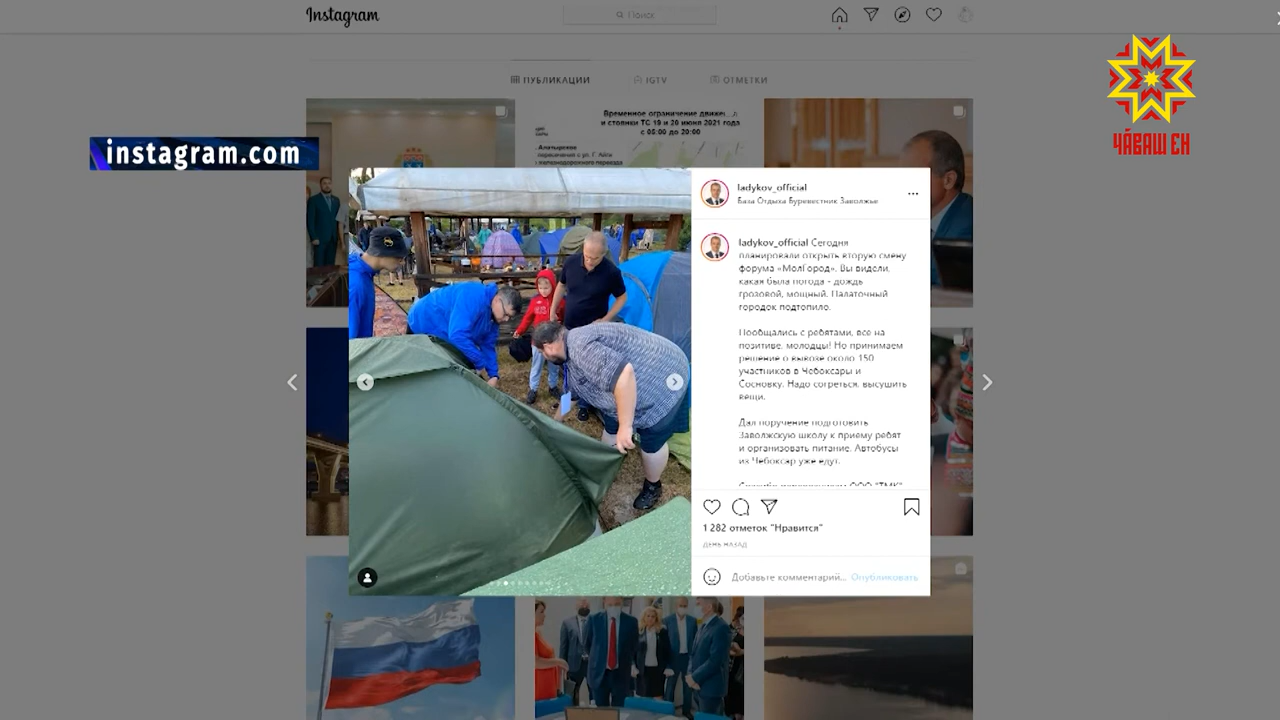 Instagram
Поиск
ЧӐВАШ ЕН
ПУБЛИКАЦИИ
IGTV
ОТМЕТКИ
Временное ограничение движе
и стоянки ТС 19 и 20 июня 2021 года
с 05:00 до 20:00
Алатырская
instagram.com
ladykov_official
База Отдыха Буревестник Заволжье
ladykov_official Сегодня
планировали открыть вторую смену
форума «МолГород». Вы видели,
какая была погода - дождь
грозовой, мощный. Палаточный
городок подтопило.
Пообщались с ребятами, все на
позитиве, молодцы! Но принимаем
решение о вывозе около 150
участников в Чебоксары и
Сосновку. Надо согреться, высушить
вещи.
Дал поручение подготовить
Заволжскую школу к приему ребят
и организовать питание. Автобусы
из Чебоксар уже едут.
1 282 отметок "Нравится"
ДЕНЬ НАЗАД
Добавьте комментарий...
Опубликовать